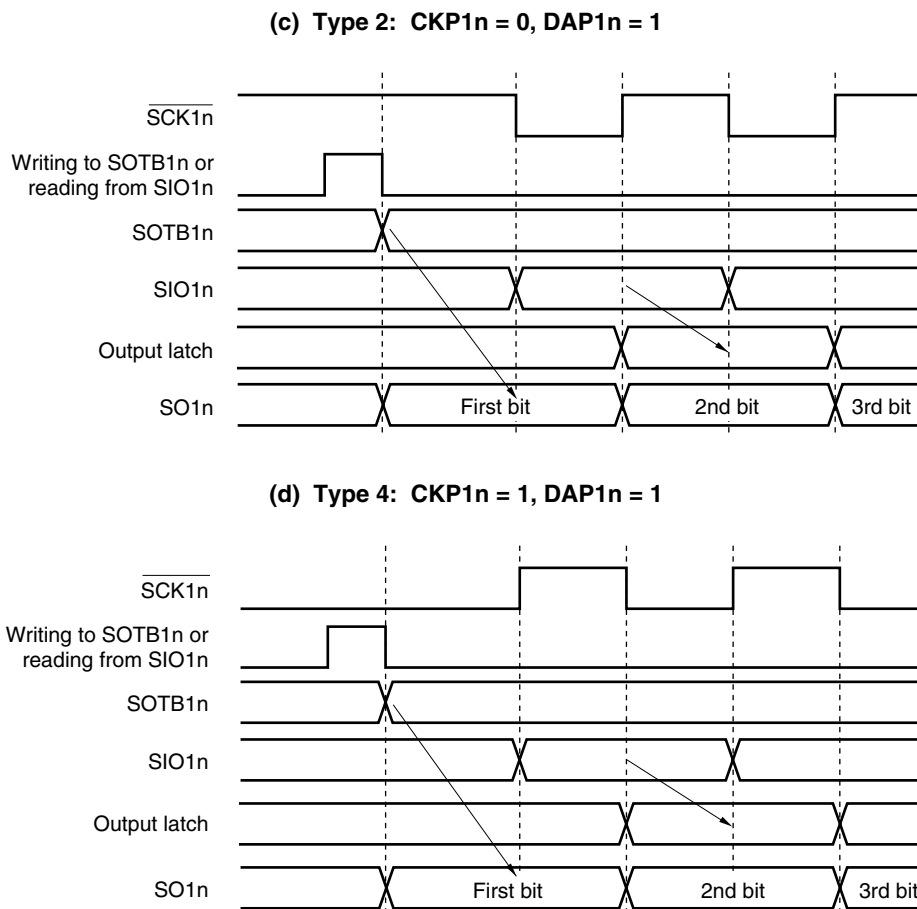 (c) Type 2: CKP1n = 0, DAP1n = 1
SCK1n
Writing to SOTB1n or
reading from SIO1n
SOTB1n
SIO1n
Output latch
SO1n
First bit
2nd bit
3rd bit
(d) Type 4: CKP1n = 1, DAP1n = 1
SCK1n
Writing to SOTB1n or
reading from SIO1n
SOTB1n
SIO1n
Output latch
SO1n
First bit
2nd bit
3rd bit